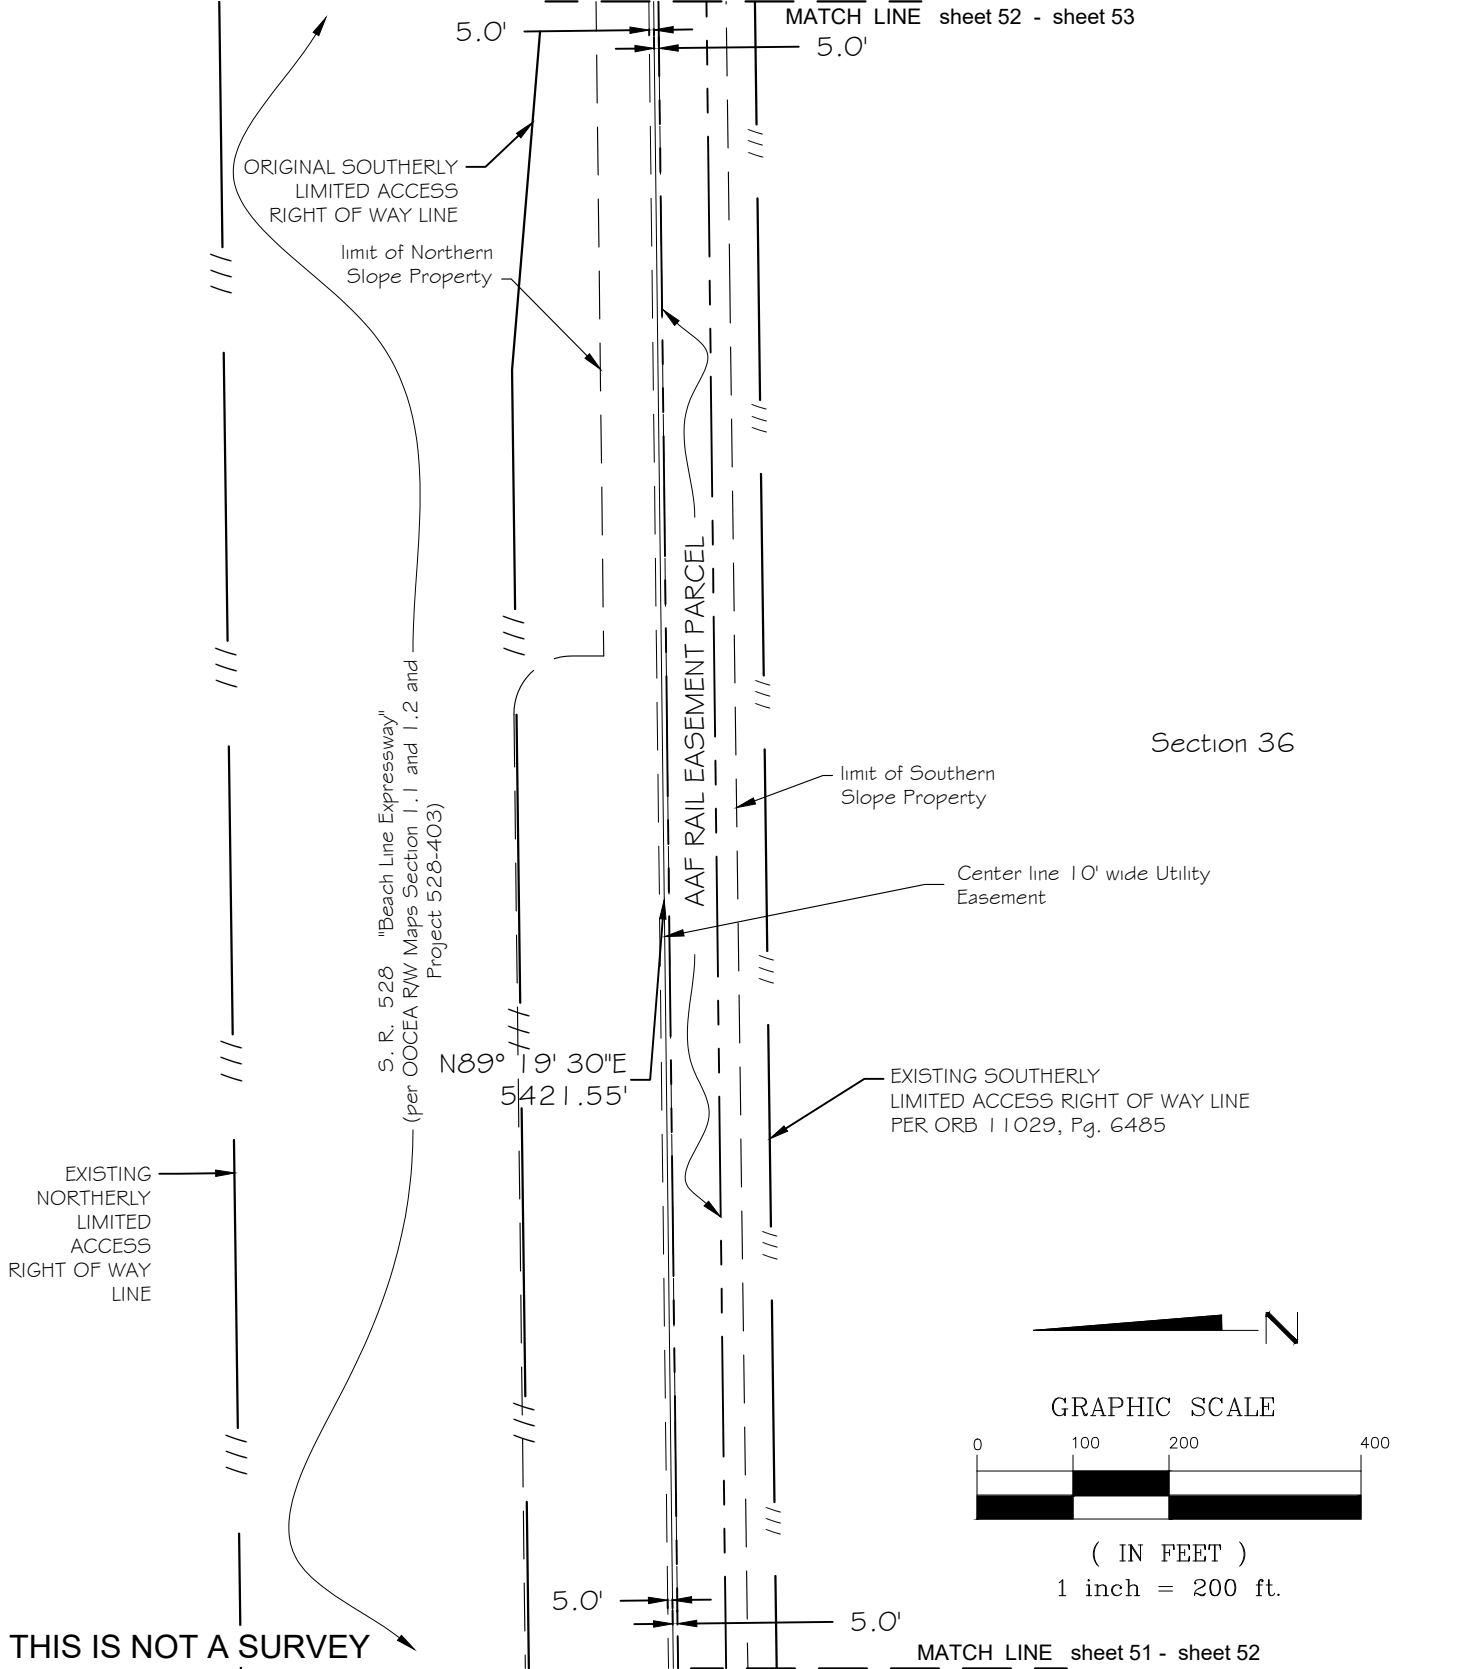 MATCH LINE sheet 52 - sheet 53
5.0'
5.0'
ORIGINAL SOUTHERLY
LIMITED ACCESS
RIGHT OF WAY LINE
limit of Northern
Slope Property
AAF RAIL EASEMENT PARCEL
Section 36
limit of Southern
Slope Property
Center line 10' wide Utility
Easement
S. R. 528 "Beach Line Expressway"
(per OOCEA R/W Maps Section 1.1 and 1.2 and
Project 528-403)
N89° 19' 30"E
5421.55'
EXISTING SOUTHERLY
LIMITED ACCESS RIGHT OF WAY LINE
PER ORB 11029, Pg. 6485
EXISTING
NORTHERLY
LIMITED
ACCESS
RIGHT OF WAY
LINE
N
GRAPHIC SCALE
0 100 200 400
( IN FEET )
1 inch = 200 ft.
5.0'
5.0'
THIS IS NOT A SURVEY
MATCH LINE sheet 51 - sheet 52